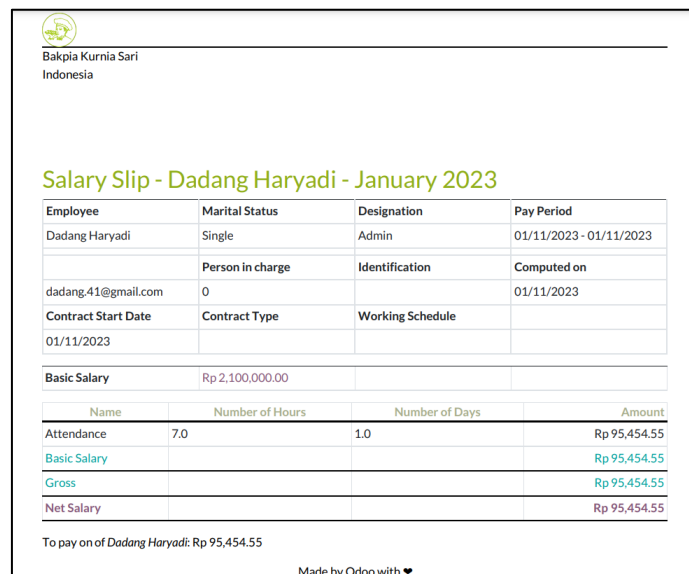 Bakpia Kurnia Sari
Indonesia
Salary Slip - Dadang Haryadi - January 2023
Employee Marital Status Designation Pay Period
Dadang Haryadi Single Admin 01/11/2023 - 01/11/2023
Person in charge Identification Computed on
dadang.41@gmail.com 0 01/11/2023
Contract Start Date Contract Type Working Schedule
01/11/2023
Basic Salary Rp 2,100,000.00
Name Number of Hours Number of Days Amount
Attendance 7.0 1.0 Rp 95,454.55
Basic Salary Rp 95,454.55
Gross Rp 95,454.55
Net Salary Rp 95,454.55
To pay on of Dadang Haryadi: Rp 95,454.55
Made by Odoo with ❤